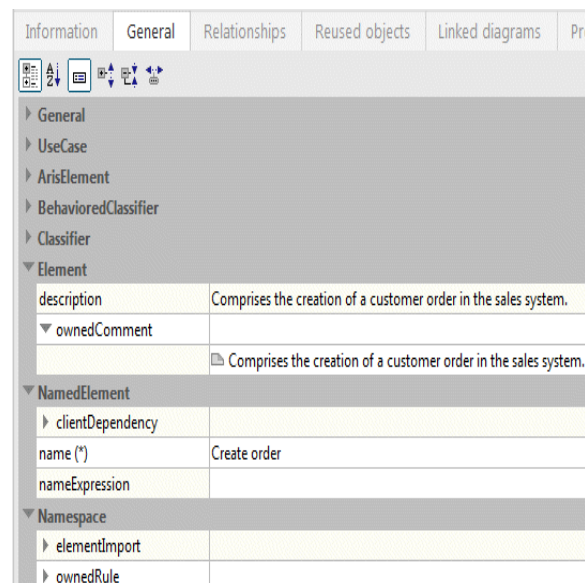 Information General Relationships Reused objects Linked diagrams Pr
General
UseCase
ArisElement
BehavioredClassifier
Classifier
Element
description Comprises the creation of a customer order in the sales system.
ownedComment
Comprises the creation of a customer order in the sales system.
NamedElement
clientDependency
name (*) Create order
nameExpression
Namespace
elementImport
ownedRule